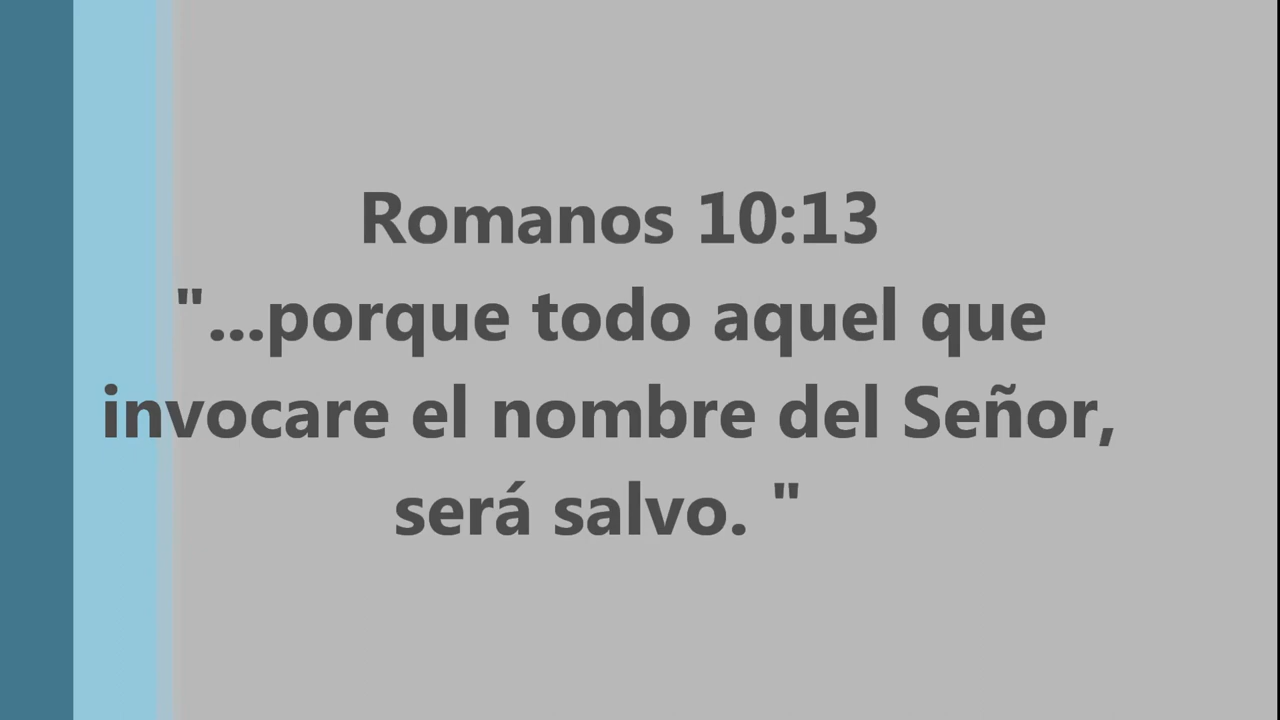 Romanos 10:13
"...porque todo aquel que
invocare el nombre del Señor,
será salvo. "